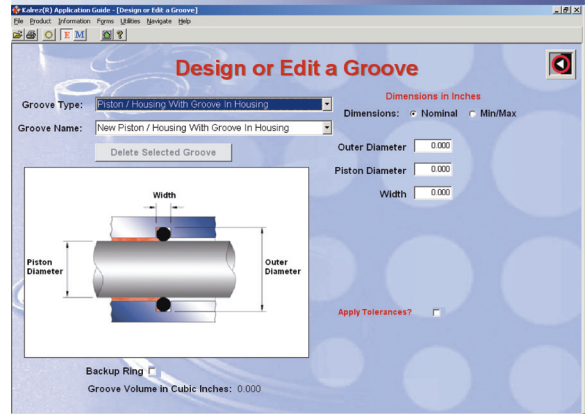 Kalrez(R) Application Guide - [Design or Edit a Groove]
File Product Information Forms Utilities Navigate Help
E M ?
Design or Edit a Groove
Dimensions in Inches
Groove Type: Piston / Housing With Groove In Housing
Dimensions: Nominal Min/Max
Groove Name: New Piston / Housing With Groove In Housing
Delete Selected Groove
Outer Diameter 0.000
Piston Diameter 0.000
Width 0.000
Width
Piston Diameter
Outer Diameter
Apply Tolerances?
Backup Ring
Groove Volume in Cubic Inches: 0.000